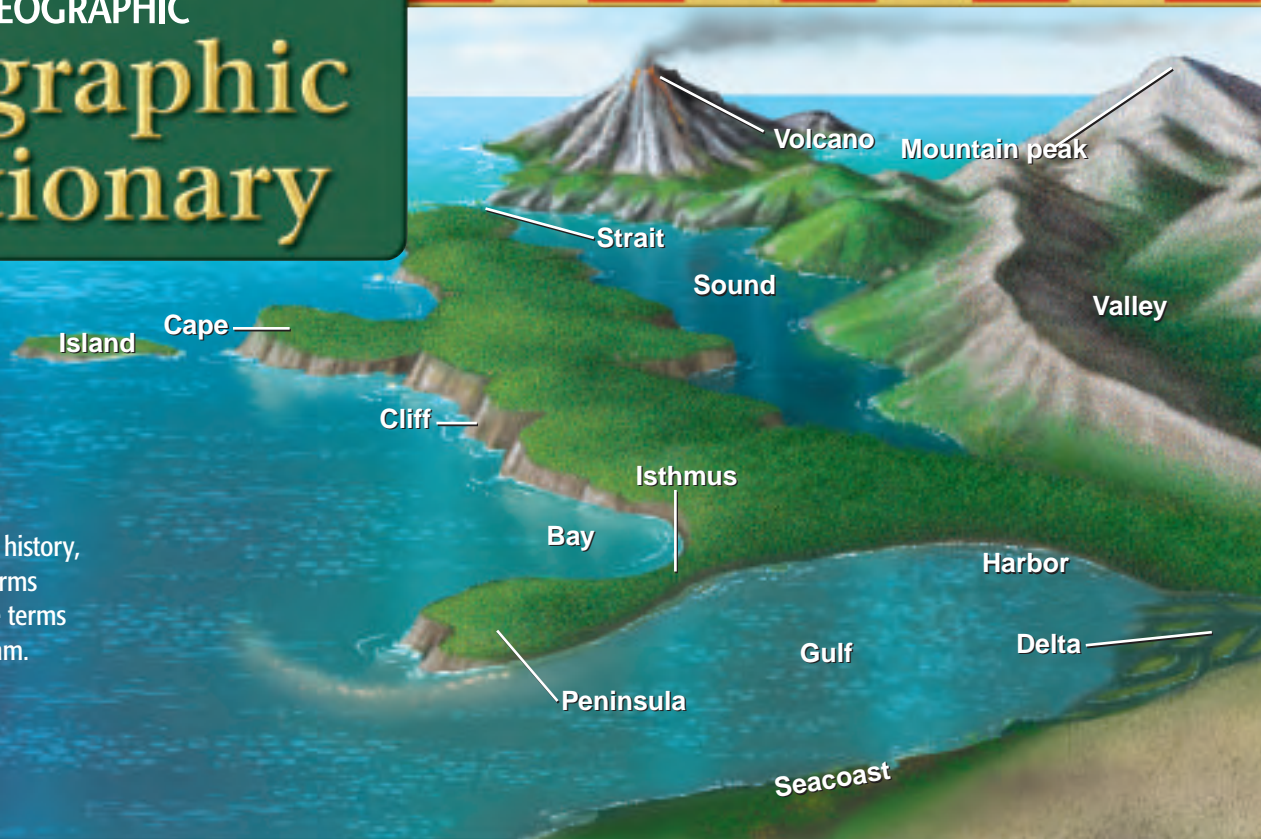 EOGRAPHIC
graphic
tionary
Volcano
Mountain peak
Strait
Sound
Valley
Cape
Island
Cliff
Isthmus
Bay
Harbor
history,
rms
terms
Delta
Gulf
m.
Peninsula
Seacoast